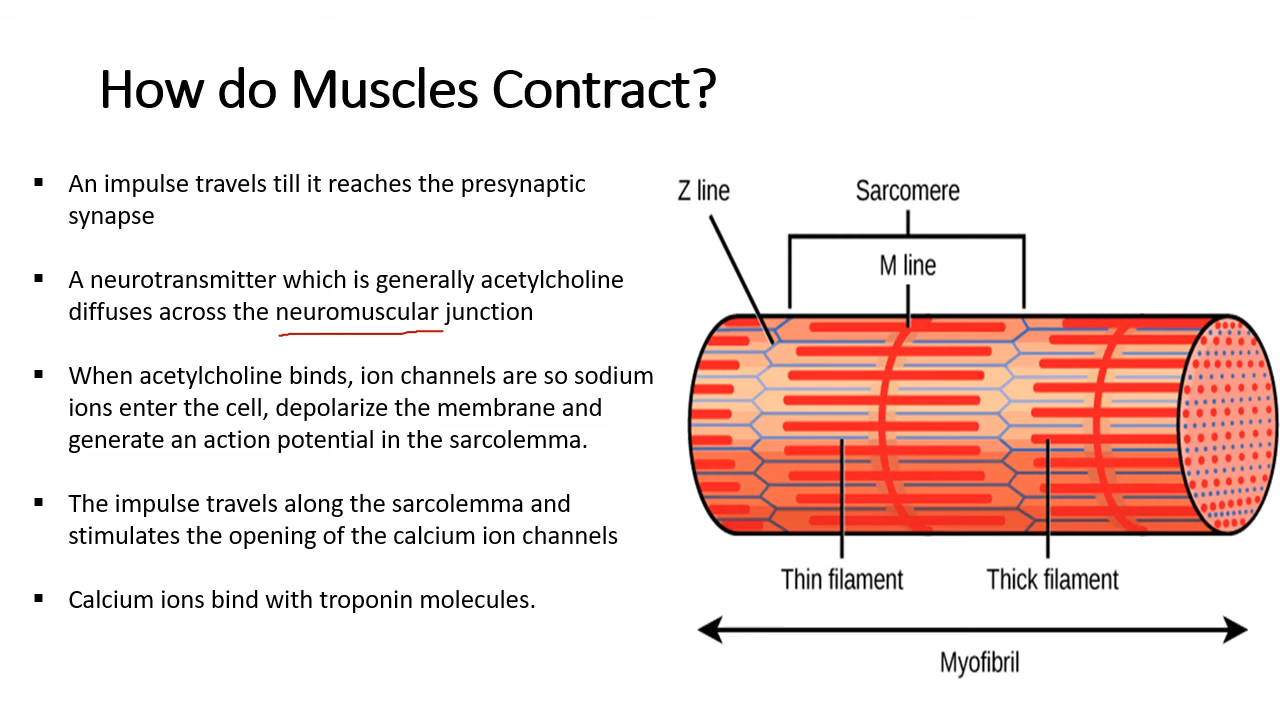 How do Muscles Contract?
▪ An impulse travels till it reaches the presynaptic
synapse
▪ A neurotransmitter which is generally acetylcholine
diffuses across the neuromuscular junction
▪ When acetylcholine binds, ion channels are so sodium
ions enter the cell, depolarize the membrane and
generate an action potential in the sarcolemma.
▪ The impulse travels along the sarcolemma and
stimulates the opening of the calcium ion channels
▪ Calcium ions bind with troponin molecules.
Z line
Sarcomere
M line
Thin filament
Thick filament
Myofibril